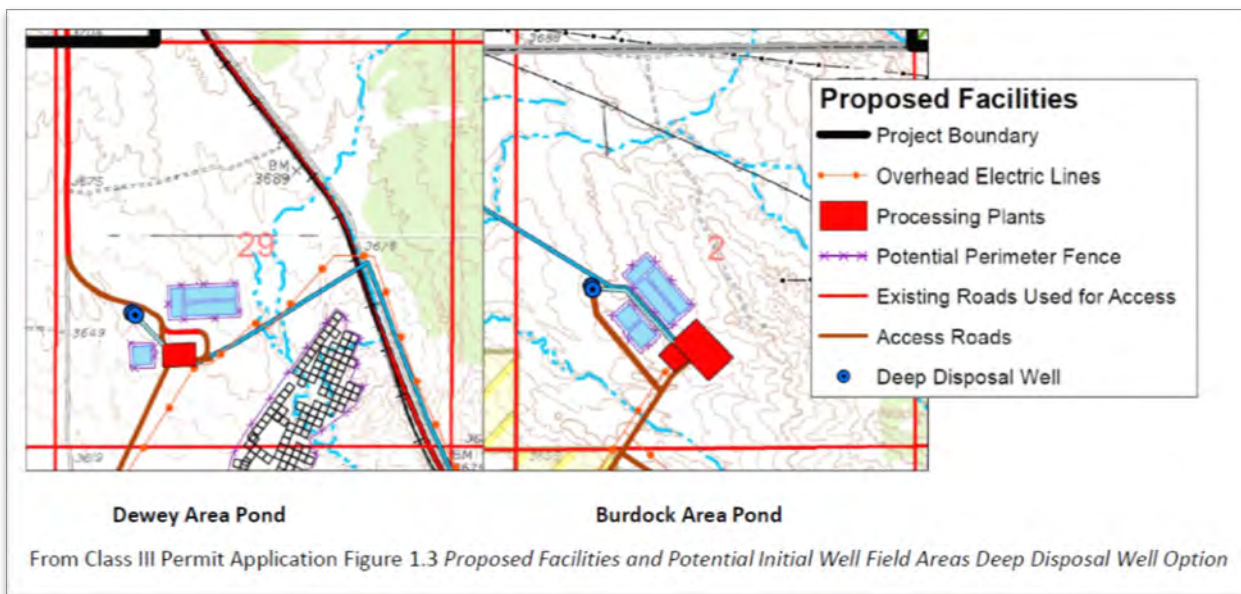 BM
3689
3675
29
3678
3649
BM
3688
2
Proposed Facilities
Project Boundary
Overhead Electric Lines
Processing Plants
Potential Perimeter Fence
Existing Roads Used for Access
Access Roads
Deep Disposal Well
Dewey Area Pond
Burdock Area Pond
From Class III Permit Application Figure 1.3 Proposed Facilities and Potential Initial Well Field Areas Deep Disposal Well Option